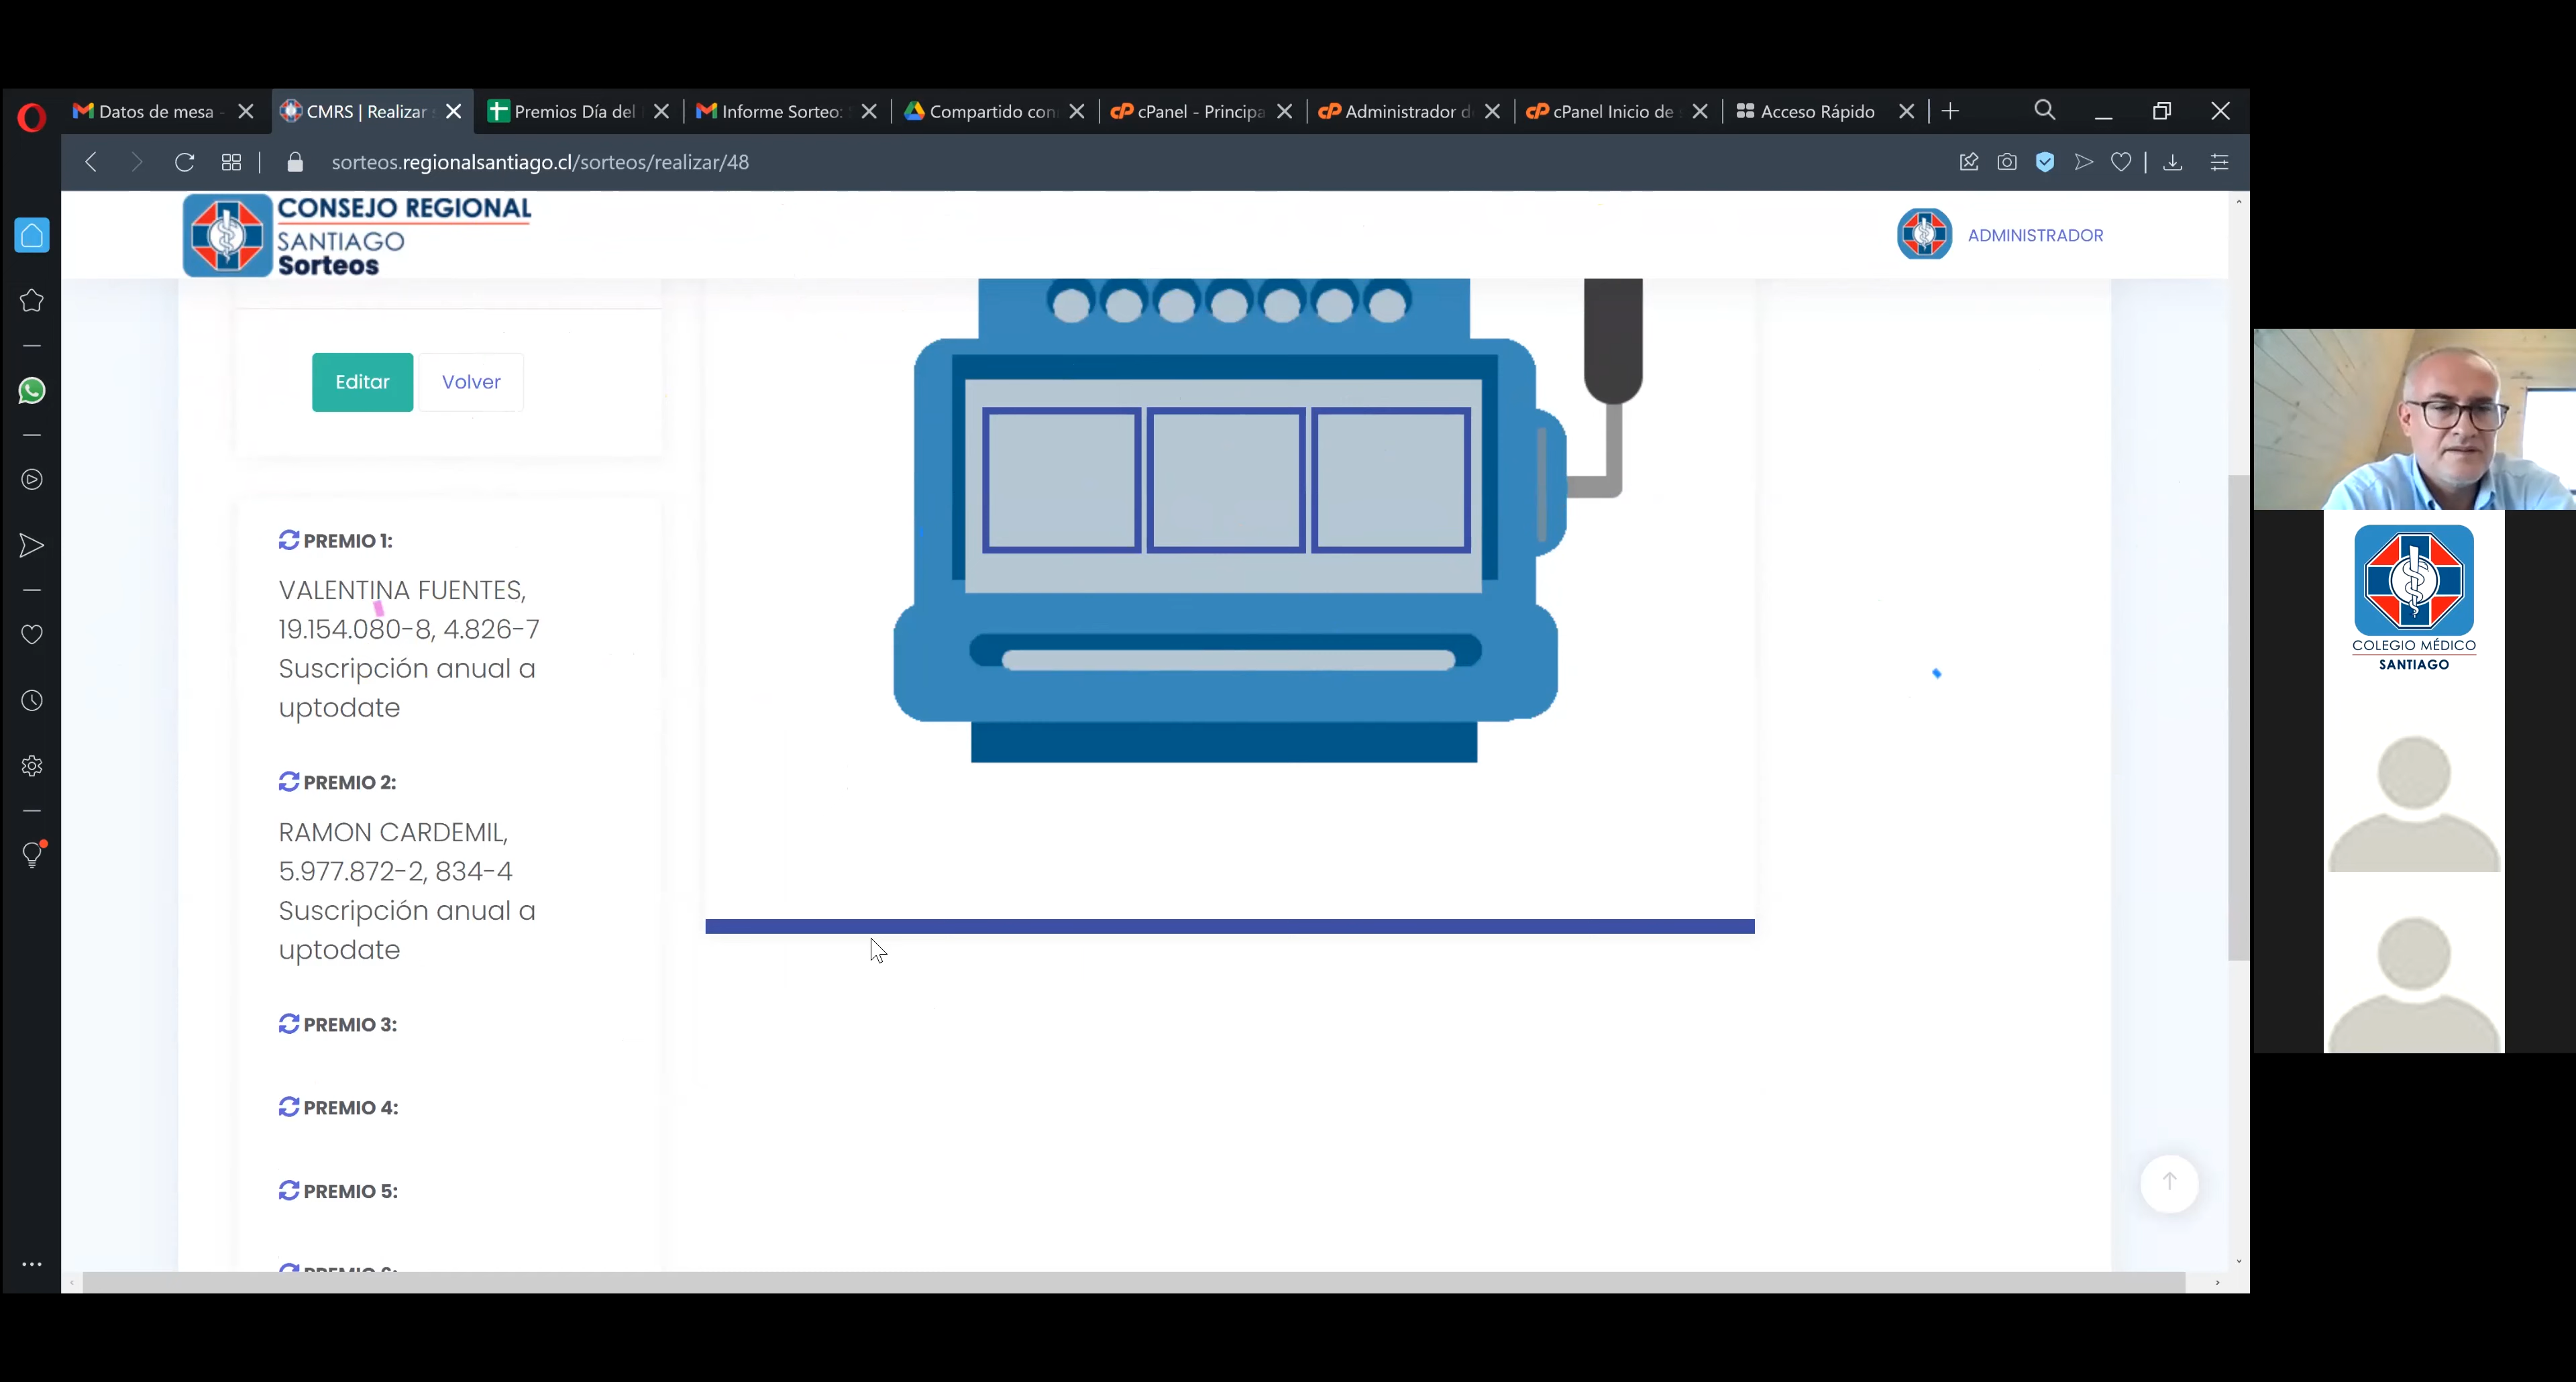 Datos de mesa -
CMRS | Realizar s
Premios Día del
Informe Sorteo: S
Compartido con
cPanel - Principa
Administrador d
cPanel Inicio de s
Acceso Rápido
sorteos.regionalsantiago.cl/sorteos/realizar/48
CONSEJO REGIONAL
SANTIAGO
Sorteos
ADMINISTRADOR
Editar
Volver
PREMIO 1:
VALENTINA FUENTES,
19.154.080-8, 4.826-7
Suscripción anual a
uptodate
PREMIO 2:
RAMON CARDEMIL,
5.977.872-2, 834-4
Suscripción anual a
uptodate
PREMIO 3:
PREMIO 4:
PREMIO 5:
PREMIO 6:
COLEGIO MÉDICO
SANTIAGO